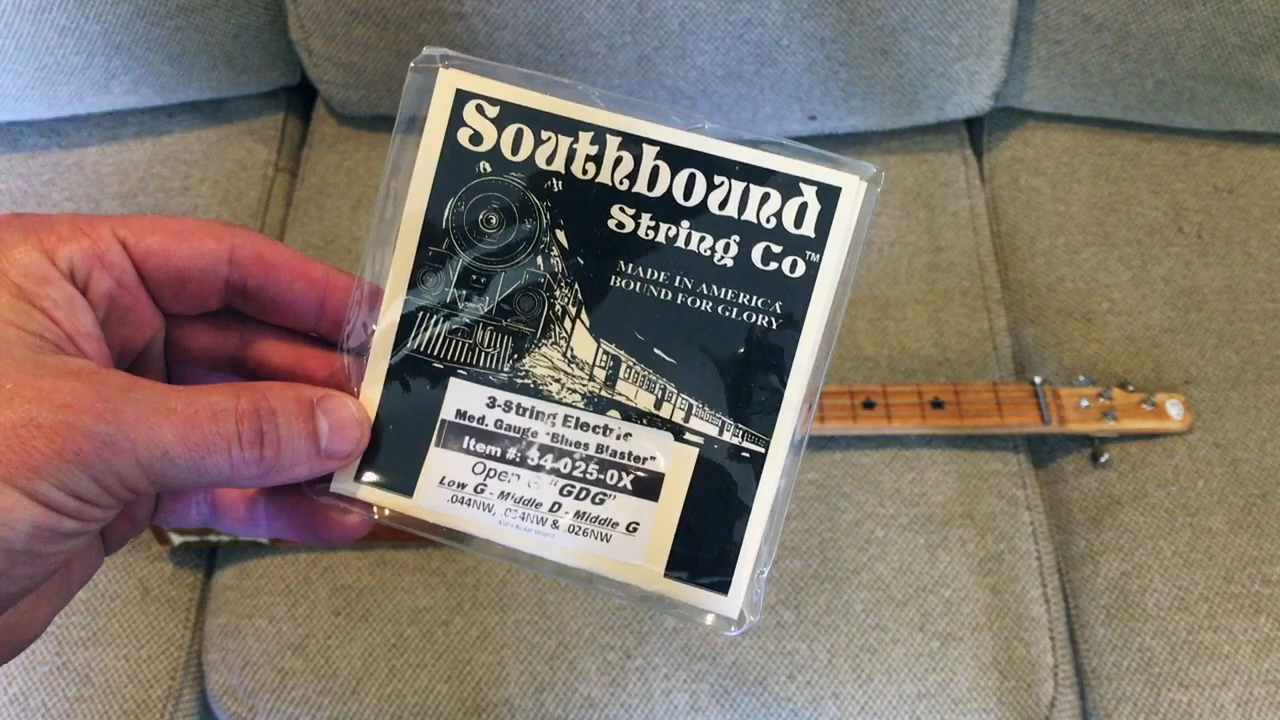 Southbound
String Co™
MADE IN AMERICA
BOUND FOR GLORY
3-String Electric
Med. Gauge "Blues Blaster"
Item #: 34-025-0X
Open G "GDG"
Low G - Middle D - Middle G
.044NW, .034NW & .026NW